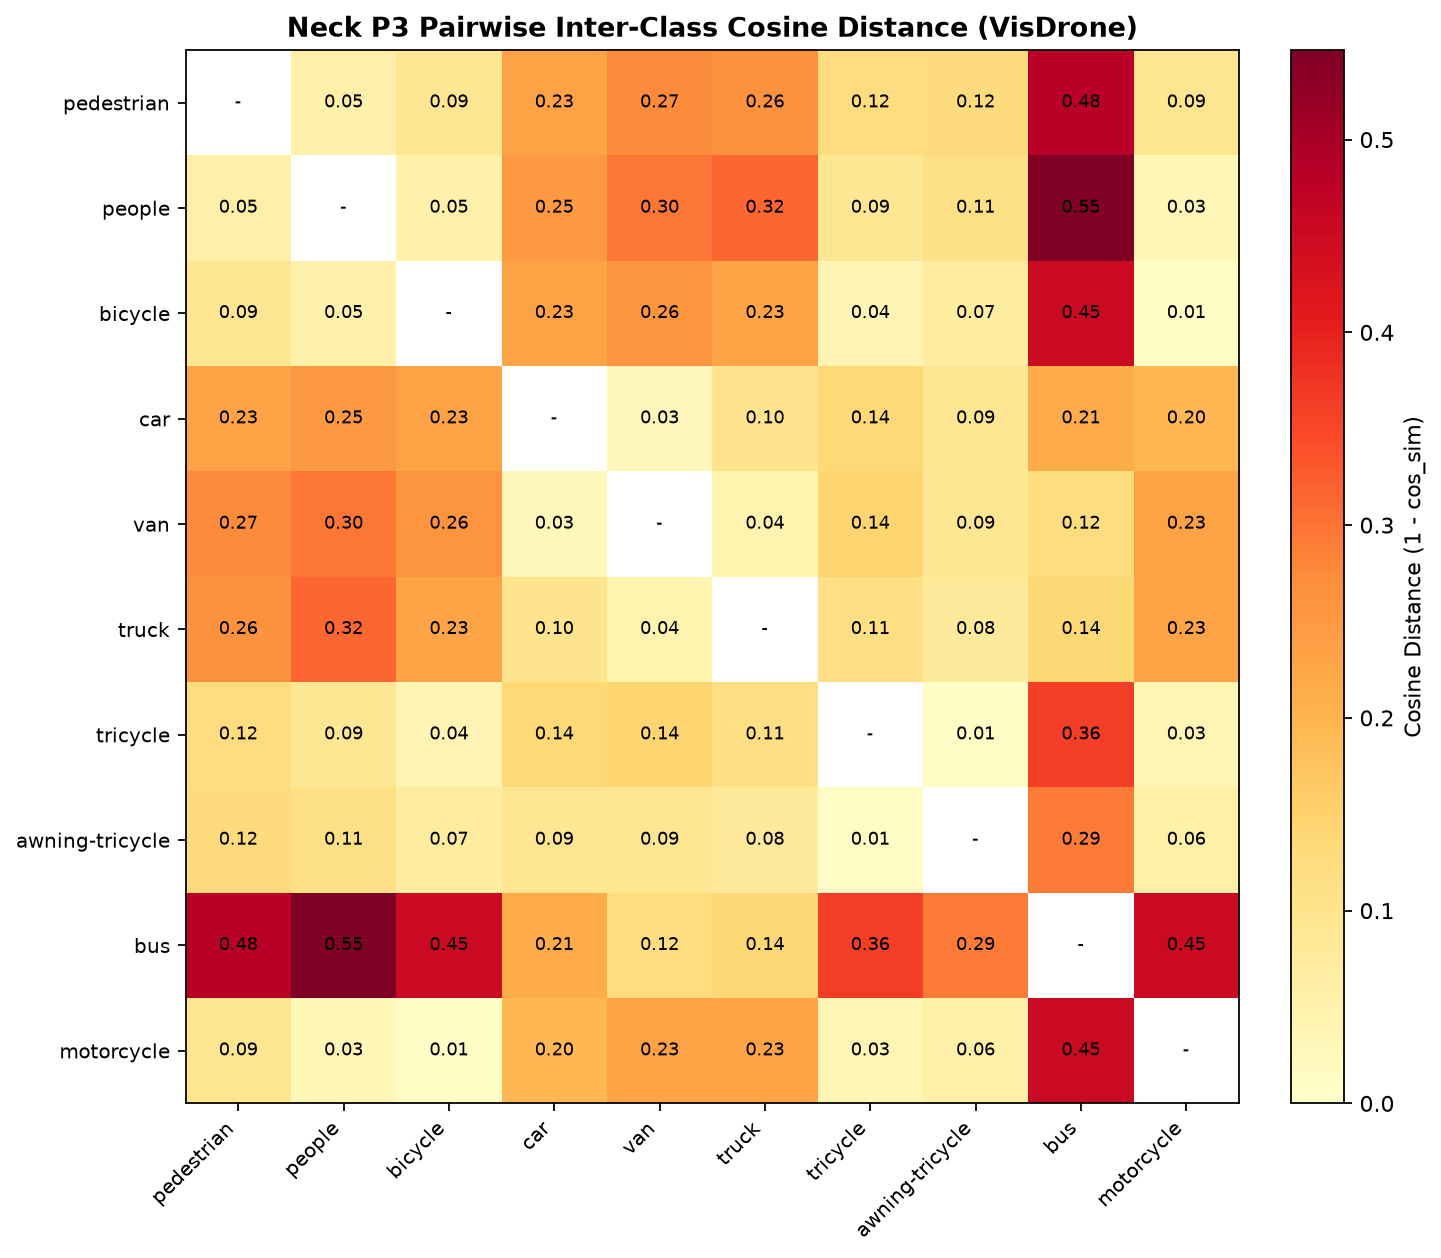 Neck P3 Pairwise Inter-Class Cosine Distance (VisDrone)
pedestrian - 0.05 0.09 0.23 0.27 0.26 0.12 0.12 0.48 0.09
people 0.05 - 0.05 0.25 0.30 0.32 0.09 0.11 0.55 0.03
bicycle 0.09 0.05 - 0.23 0.26 0.23 0.04 0.07 0.45 0.01
car 0.23 0.25 0.23 - 0.03 0.10 0.14 0.09 0.21 0.20
van 0.27 0.30 0.26 0.03 - 0.04 0.14 0.09 0.12 0.23
truck 0.26 0.32 0.23 0.10 0.04 - 0.11 0.08 0.14 0.23
tricycle 0.12 0.09 0.04 0.14 0.14 0.11 - 0.01 0.36 0.03
awning-tricycle 0.12 0.11 0.07 0.09 0.09 0.08 0.01 - 0.29 0.06
bus 0.48 0.55 0.45 0.21 0.12 0.14 0.36 0.29 - 0.45
motorcycle 0.09 0.03 0.01 0.20 0.23 0.23 0.03 0.06 0.45 -
pedestrian people bicycle car van truck tricycle awning-tricycle bus motorcycle
0.5
0.4
0.3
0.2
0.1
0.0
Cosine Distance (1 - cos_sim)